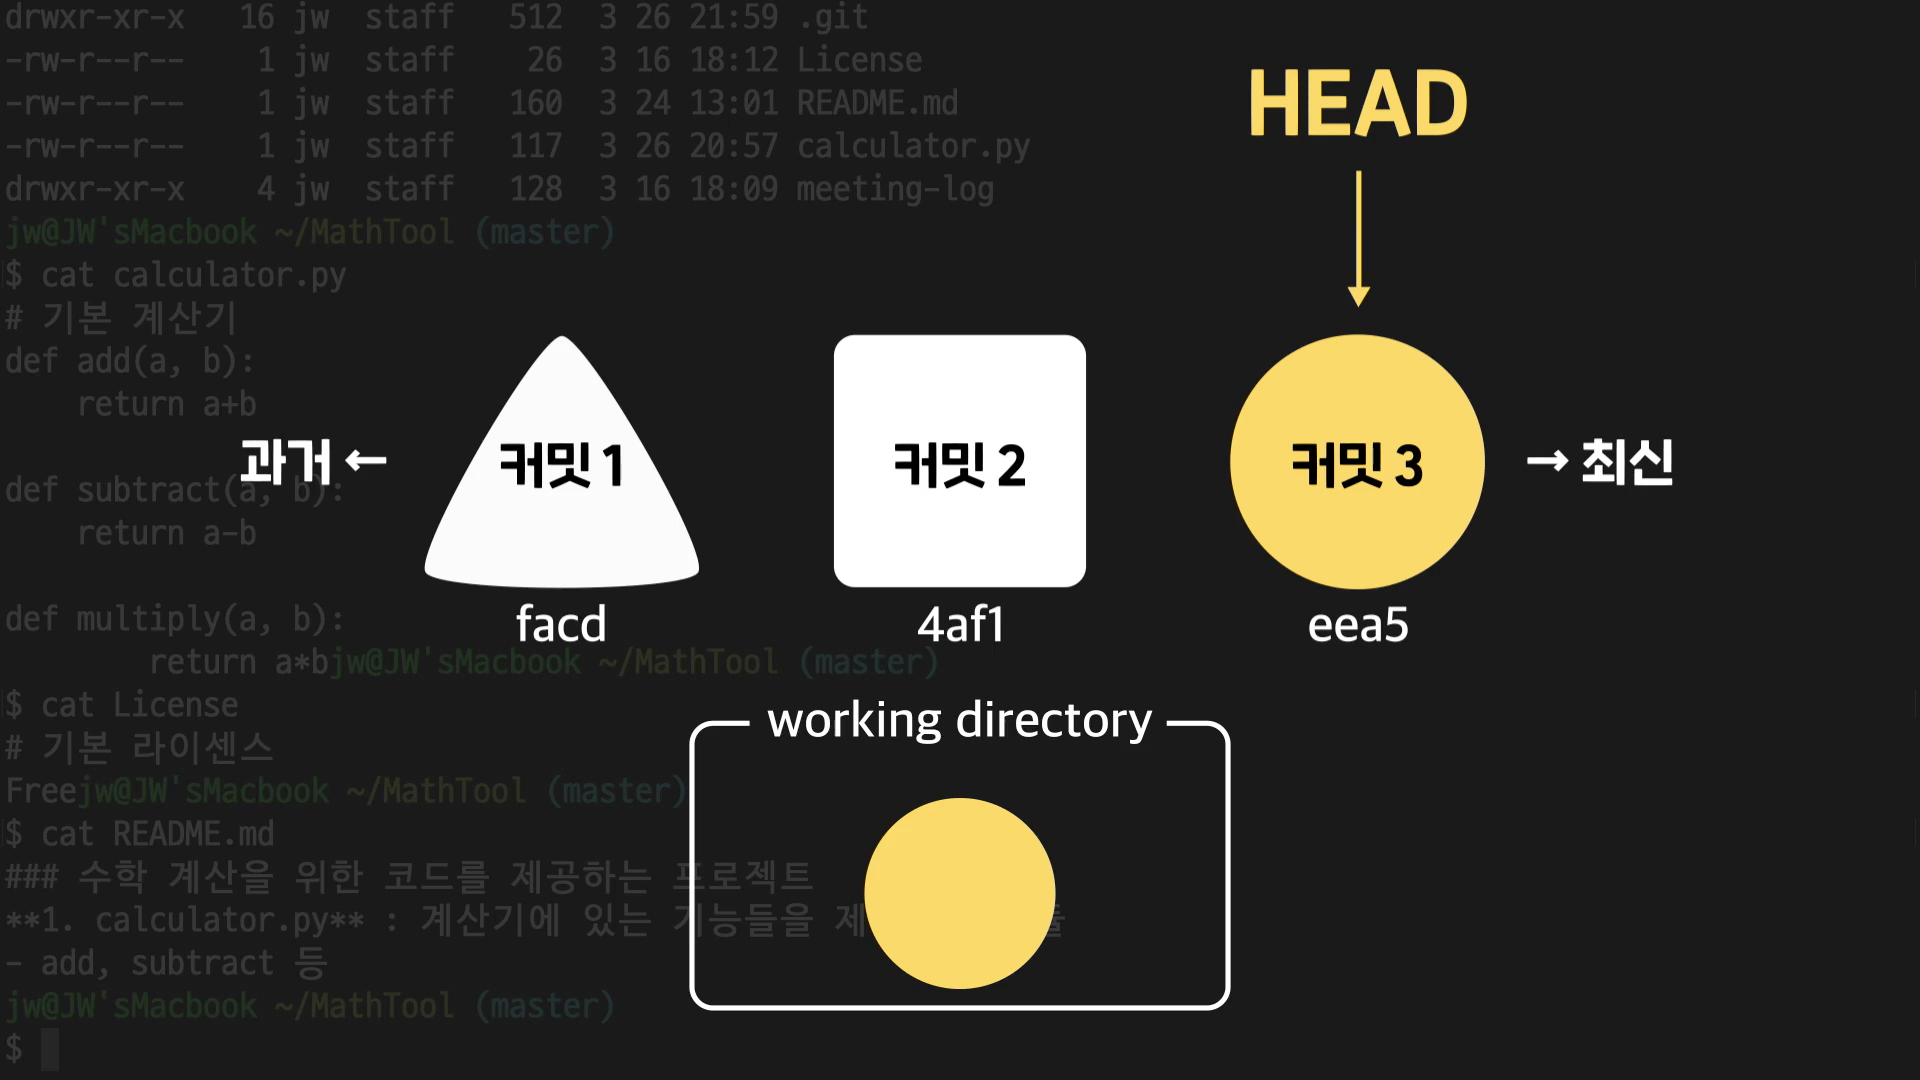 drwxr-xr-x   16 jw  staff   512  3 26 21:59 .git
-rw-r--r--    1 jw  staff    26  3 16 18:12 License
-rw-r--r--    1 jw  staff   160  3 24 13:01 README.md
-rw-r--r--    1 jw  staff   117  3 26 20:57 calculator.py
drwxr-xr-x    4 jw  staff   128  3 16 18:09 meeting-log
jw@JW'sMacbook ~/MathTool (master)
$ cat calculator.py
# 기본 계산기
def add(a, b):
    return a+b
def subtract(a, b):
    return a-b
def multiply(a, b):
        return a*bjw@JW'sMacbook ~/MathTool (master)
$ cat License
# 기본 라이센스
Freejw@JW'sMacbook ~/MathTool (master)
$ cat README.md
### 수학 계산을 위한 코드를 제공하는 프로젝트
**1. calculator.py** : 계산기에 있는 기능들을
- add, subtract 등
jw@JW'sMacbook ~/MathTool (master)
$
HEAD
과거 ← 커밋 1 커밋 2 커밋 3 → 최신
facd 4af1 eea5
working directory